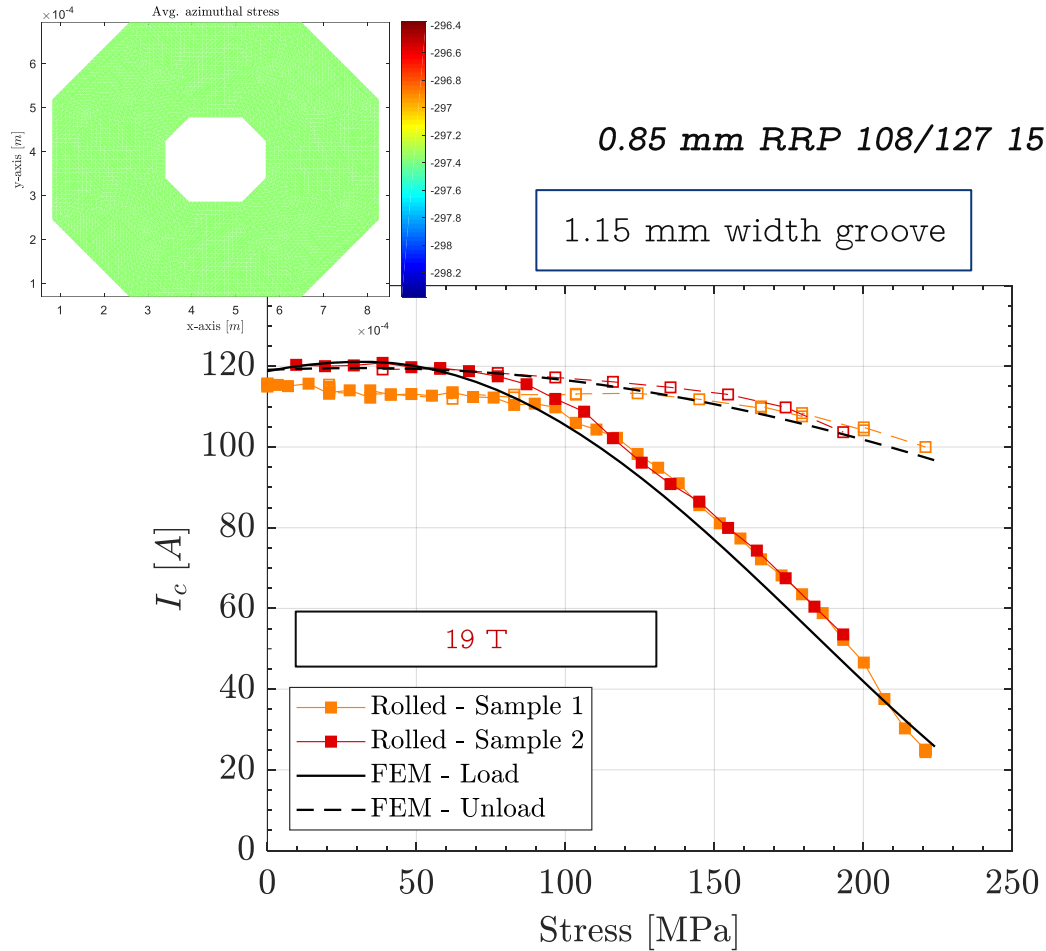 ×10⁻⁴
Avg. azimuthal stress
7
6
5
4
3
2
1
y-axis [m]
1 2 3 4 5 6 7 8
x-axis [m]
×10⁻⁴
-296.4
-296.6
-296.8
-297
-297.2
-297.4
-297.6
-297.8
-298
-298.2
0.85 mm RRP 108/127 15
1.15 mm width groove
120
100
80
60
40
20
0
I_c [A]
19 T
Rolled - Sample 1
Rolled - Sample 2
FEM - Load
FEM - Unload
0 50 100 150 200 250
Stress [MPa]